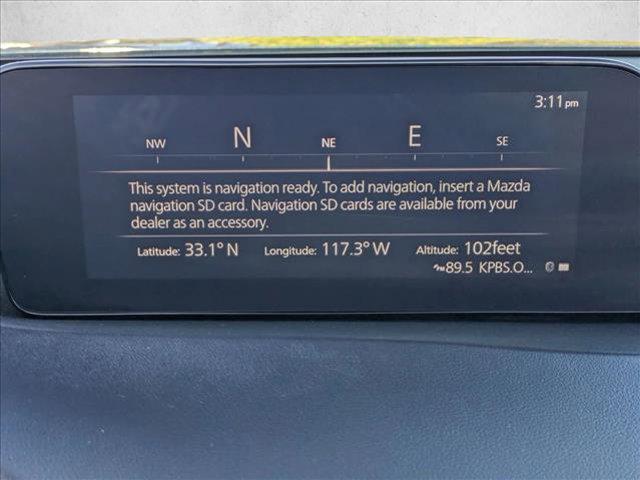 3:11pm
NW N NE E SE
This system is navigation ready. To add navigation, insert a Mazda
navigation SD card. Navigation SD cards are available from your
dealer as an accessory.
Latitude: 33.1° N Longitude: 117.3° W Altitude: 102feet
89.5 KPBS.O...